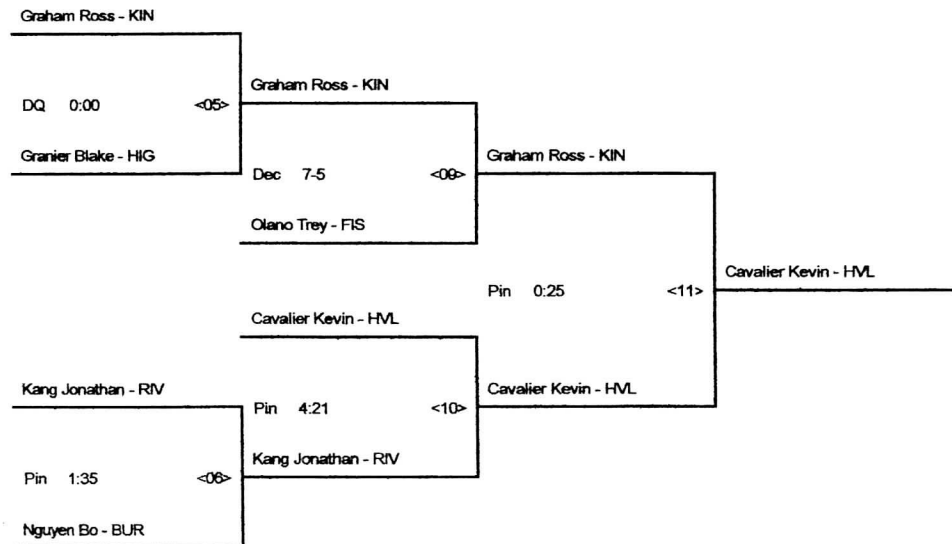 Graham Ross - KIN
Graham Ross - KIN
DQ 0:00 <05>
Graham Ross - KIN
Granier Blake - HIG
Dec 7-5 <09>
Olano Trey - FIS
Cavalier Kevin - HVL
Pin 0:25 <11>
Cavalier Kevin - HVL
Kang Jonathan - RIV
Cavalier Kevin - HVL
Pin 4:21 <10>
Kang Jonathan - RIV
Pin 1:35 <06>
Nguyen Bo - BUR